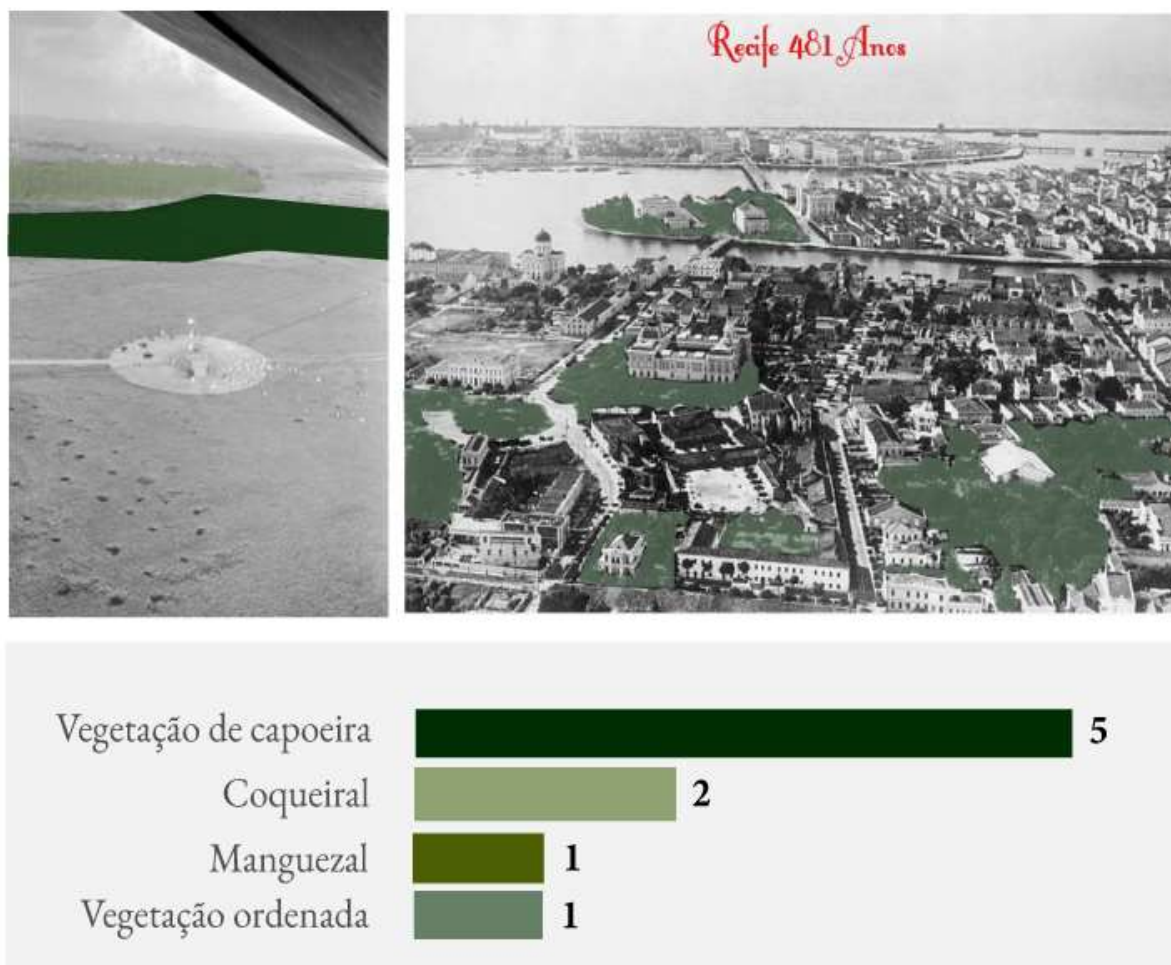 Recife 481 Anos
Vegetação de capoeira 5
Coqueiral 2
Manguezal 1
Vegetação ordenada 1